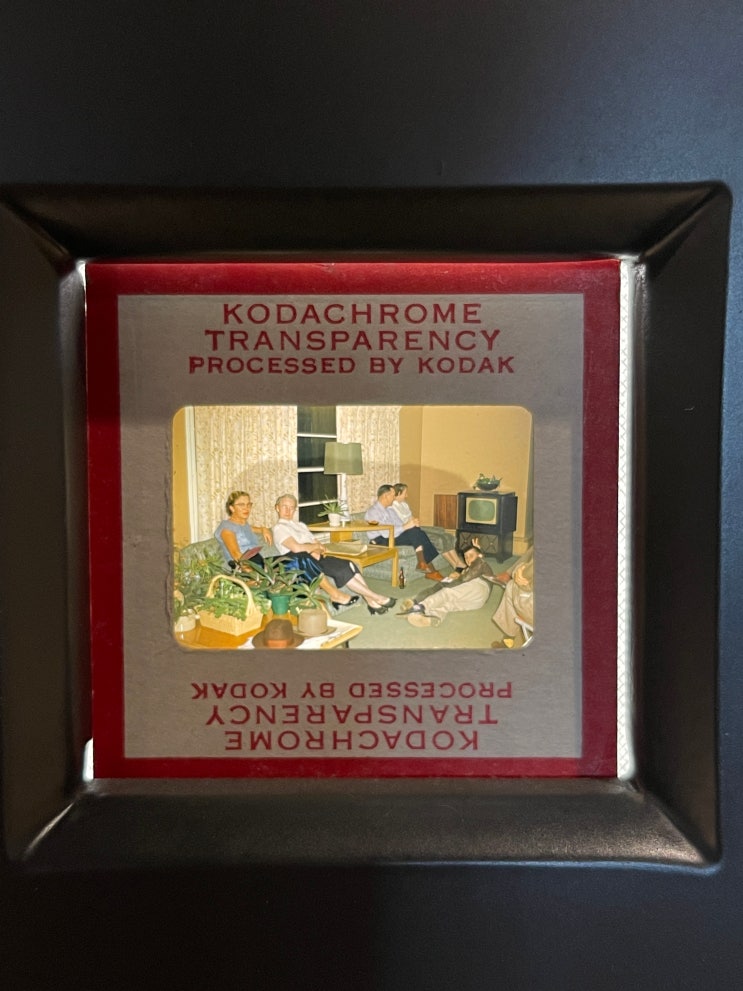 KODACHROME
TRANSPARENCY
PROCESSED BY KODAK
KODACHROME
TRANSPARENCY
PROCESSED BY KODAK